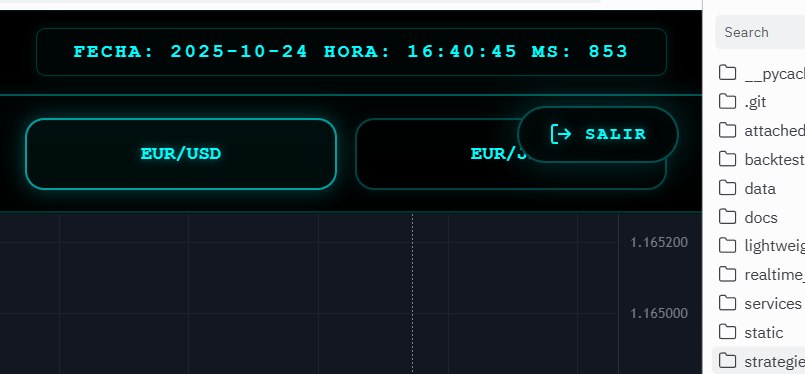 FECHA: 2025-10-24 HORA: 16:40:45 MS: 853
EUR/USD
EUR/J
SALIR
1.165200
1.165000
Search
__pycac
.git
attached
backtest
data
docs
lightweig
realtime_
services
static
strategie